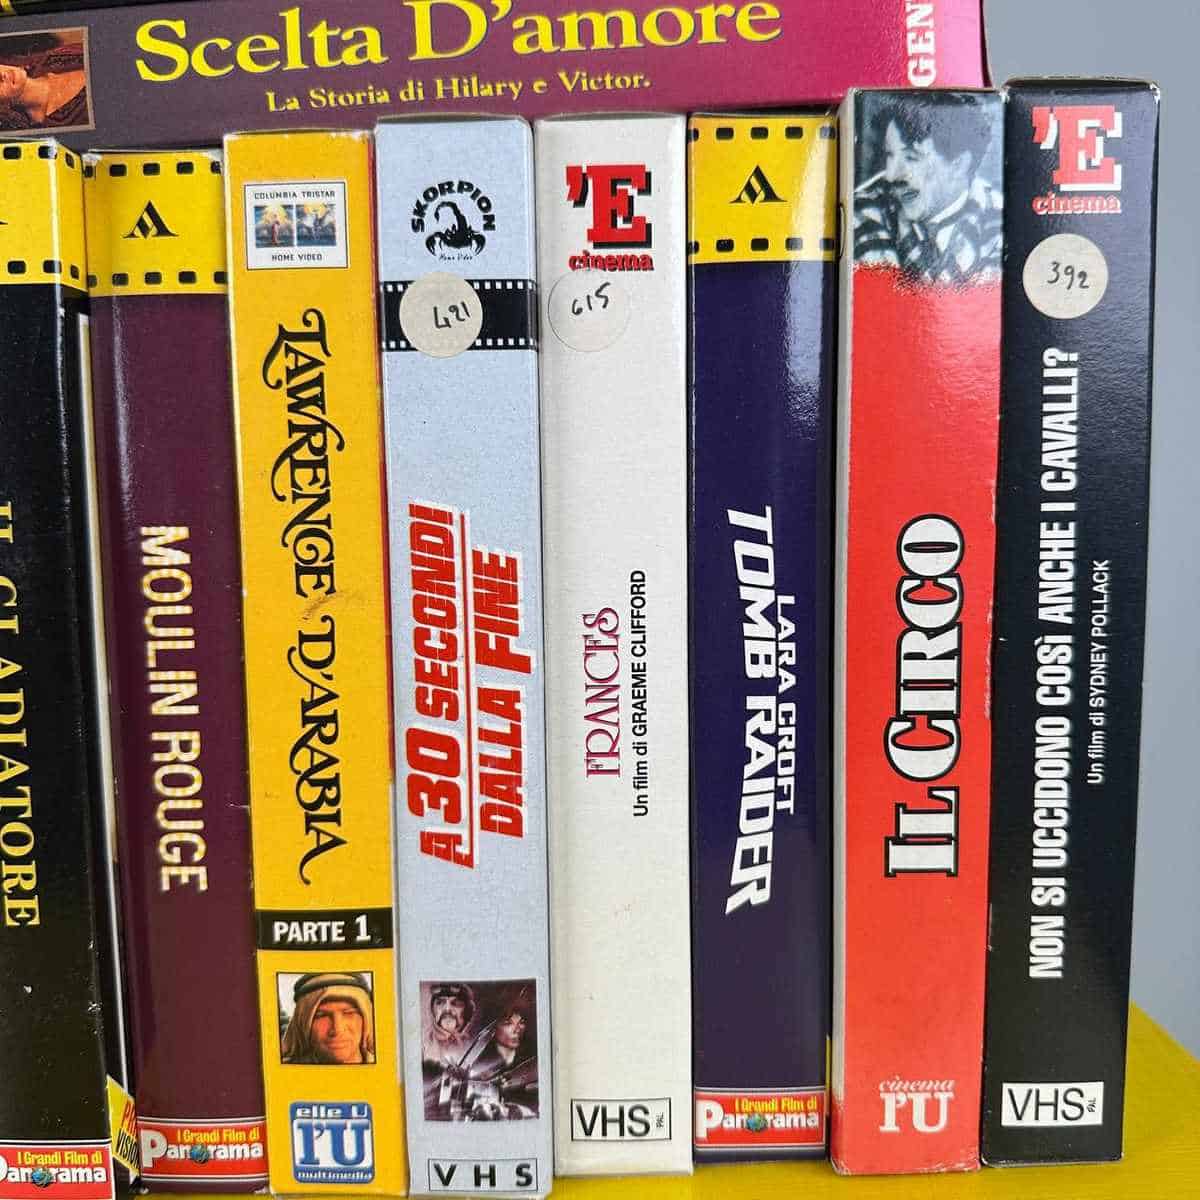 Scelta D'amore
La Storia di Hilary e Victor.
GEN
IL GLADIATORE
I Grandi Film di
Panorama
MOULIN ROUGE
I Grandi Film di
Panorama
COLUMBIA TRISTAR
HOME VIDEO
LAWRENCE D'ARABIA
PARTE 1
elle U
l'U
multimedia
SKORPION
Home Video
421
A 30 SECONDI
DALLA FINE
VHS
'E
cinema
615
FRANCES
Un film di GRAEME CLIFFORD
VHS
PAL
LARA CROFT
TOMB RAIDER
I Grandi Film di
Panorama
IL CIRCO
cinema
l'U
'E
cinema
392
NON SI UCCIDONO COSÌ ANCHE I CAVALLI?
Un film di SYDNEY POLLACK
VHS
PAL